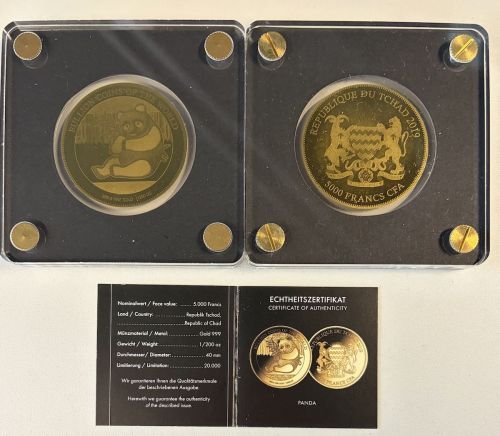 BULLION COINS OF THE WORLD
REPUBLIQUE DU TCHAD 2019
5000 FRANCS CFA
Nominalwert / Face value: ...... 5.000 Francs
Land / Country: ............ Republik Tschad,
Republic of Chad
Münzmaterial / Metal: ......... Gold 999
Gewicht / Weight: ............ 1/200 oz
Durchmesser / Diameter: ......... 40 mm
Limitierung / Limitation: ......... 20.000
Wir garantieren Ihnen die Qualitätsmerkmale
der beschriebenen Ausgabe.
Herewith we guarantee the authenticity
of the described issue.
ECHTHEITSZERTIFIKAT
CERTIFICATE OF AUTHENTICITY
PANDA